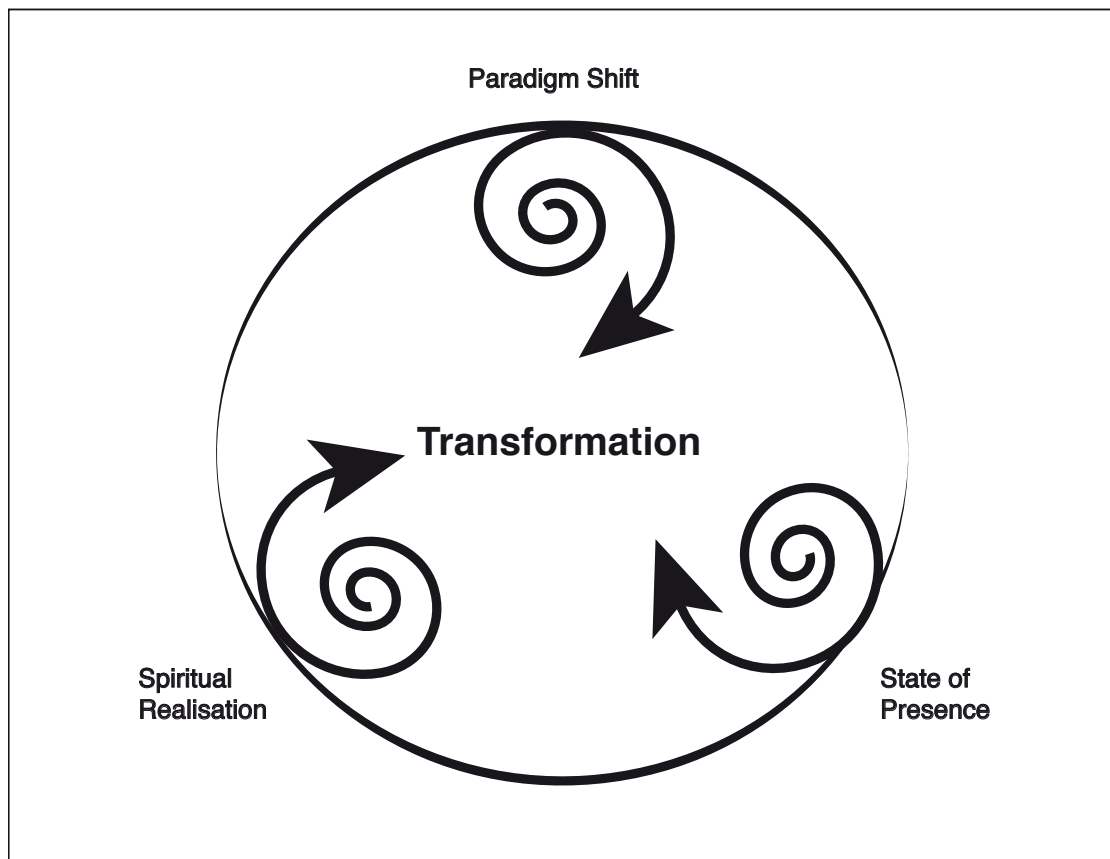 Paradigm Shift
Transformation
Spiritual
Realisation
State of
Presence